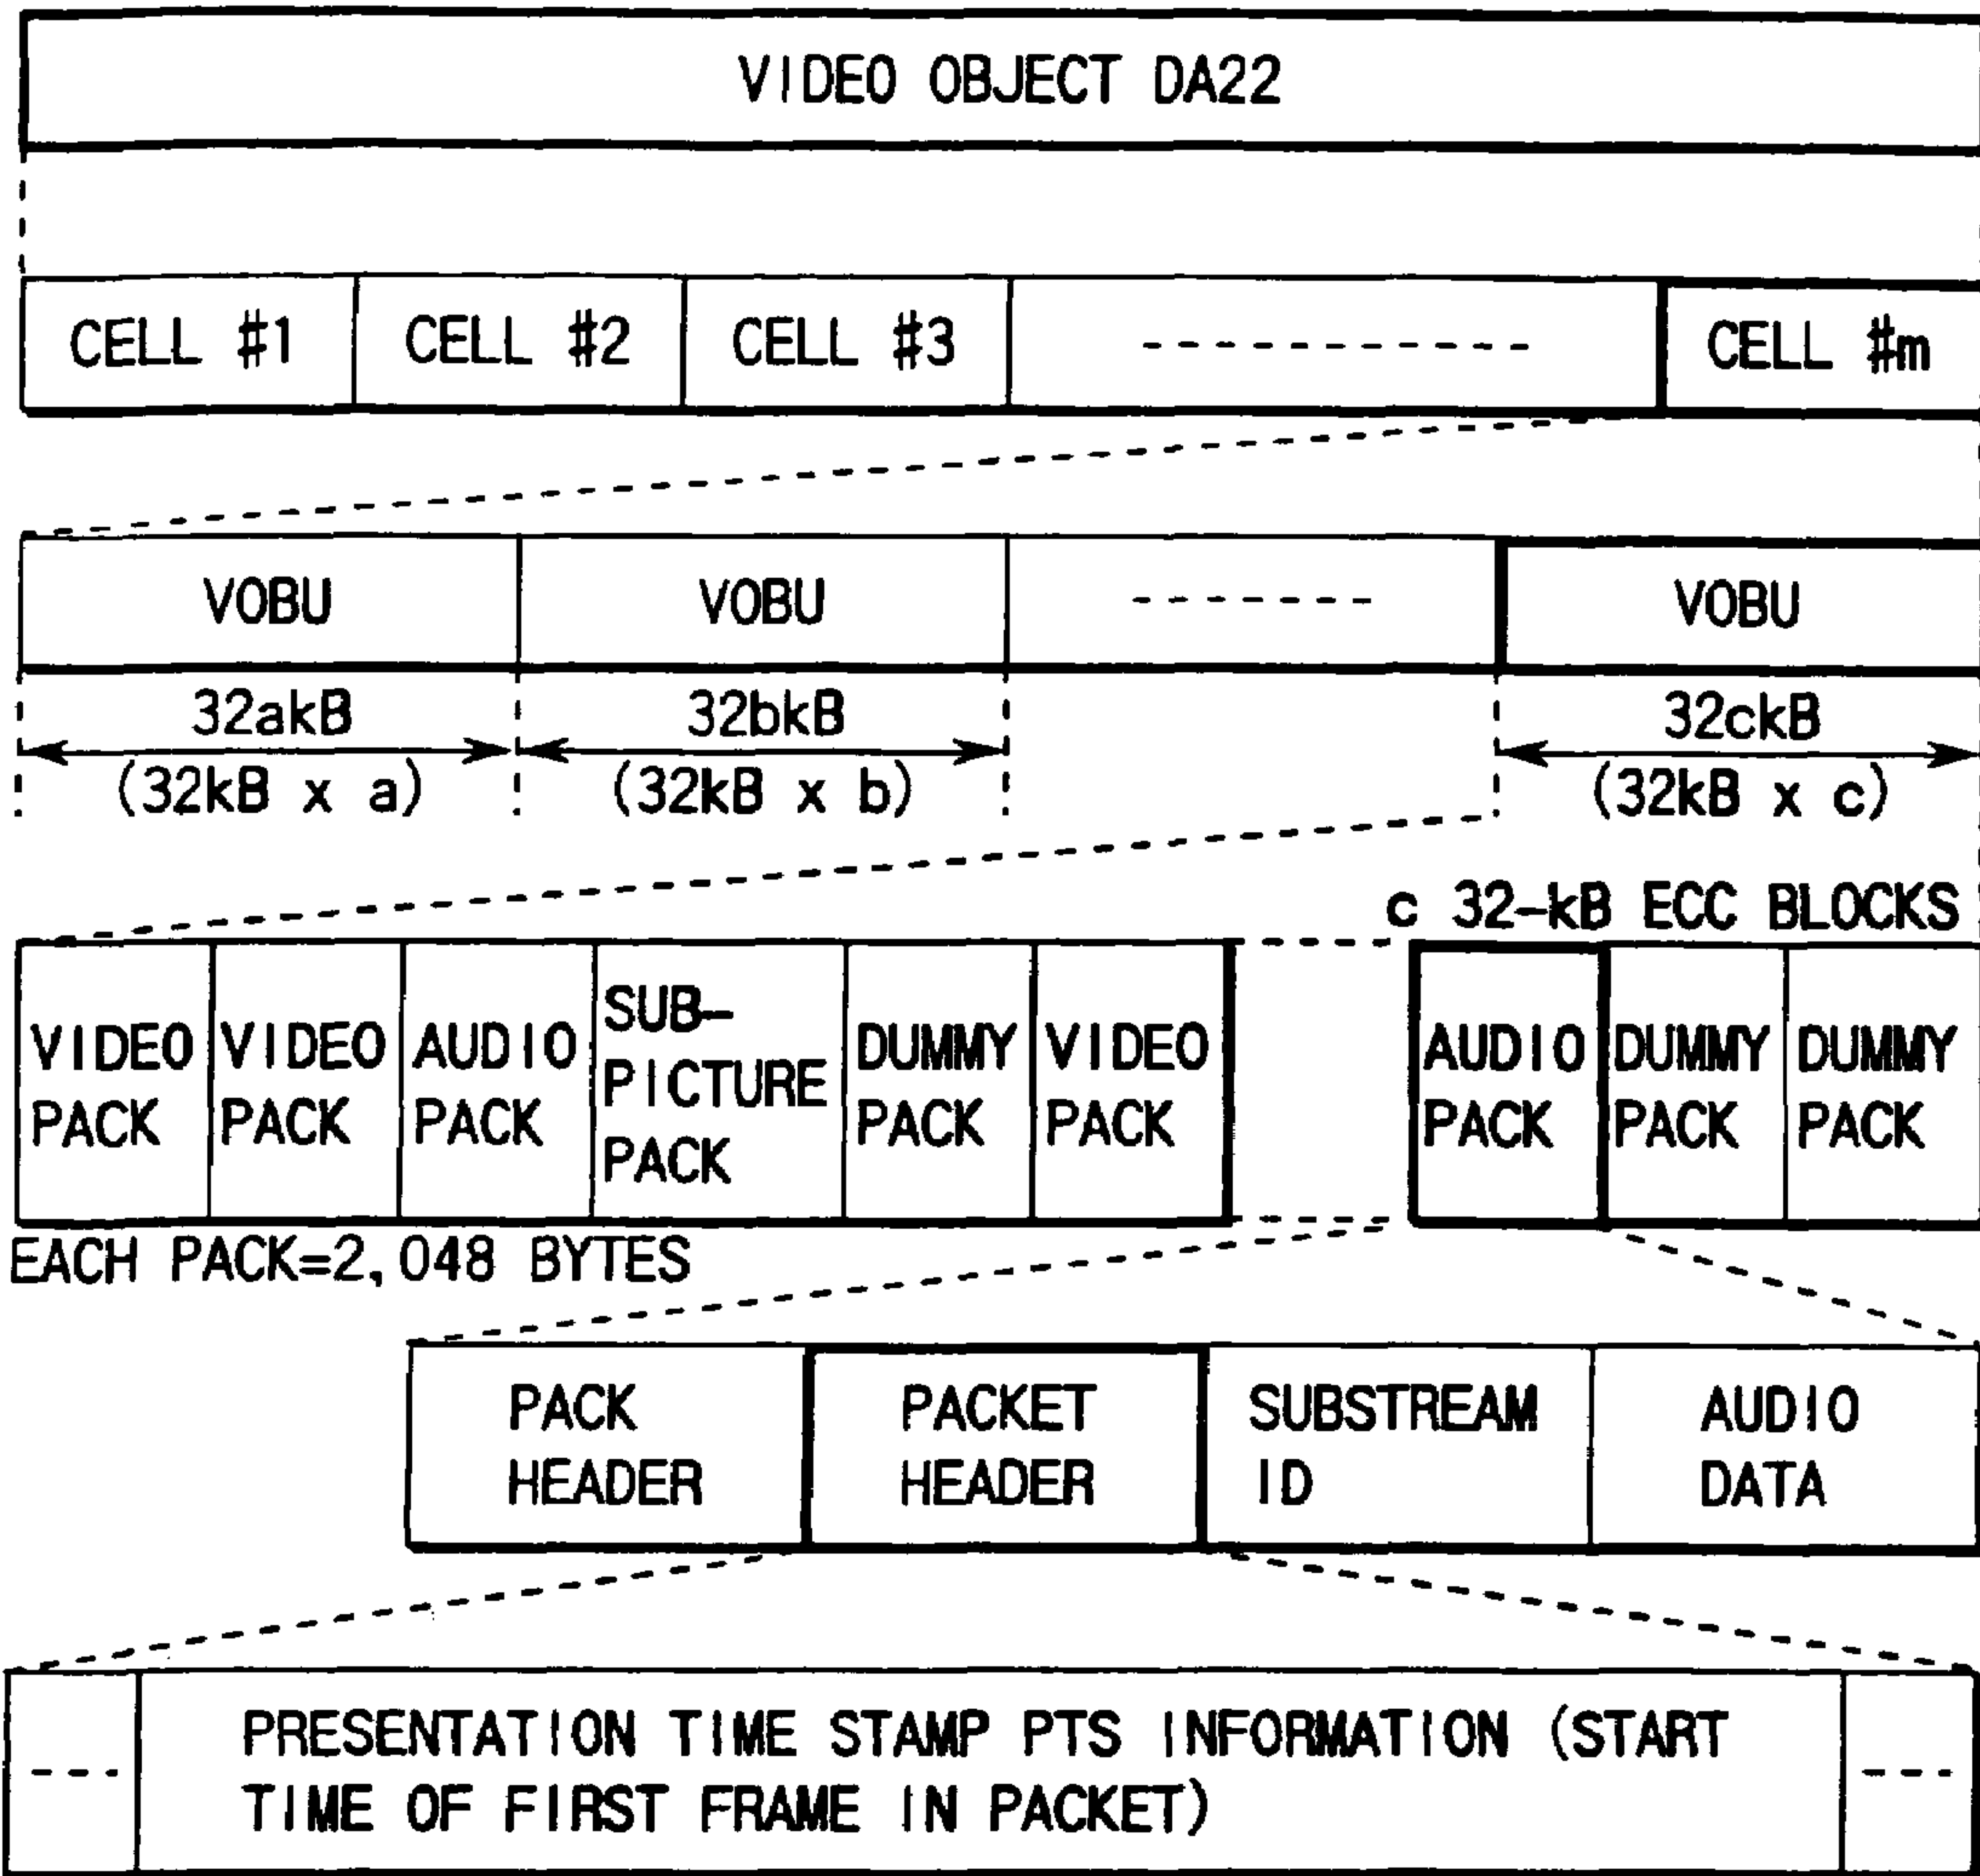 VIDEO OBJECT DA22
CELL #1 CELL #2 CELL #3 ----------- CELL #m
VOBU VOBU -------- VOBU
32akB 32bkB 32ckB
(32kB x a) (32kB x b) (32kB x c)
c 32-kB ECC BLOCKS
VIDEO PACK
VIDEO PACK
AUDIO PACK
SUB-PICTURE PACK
DUMMY PACK
VIDEO PACK
AUDIO PACK
DUMMY PACK
DUMMY PACK
EACH PACK=2,048 BYTES
PACK HEADER
PACKET HEADER
SUBSTREAM ID
AUDIO DATA
--- PRESENTATION TIME STAMP PTS INFORMATION (START ---
TIME OF FIRST FRAME IN PACKET)